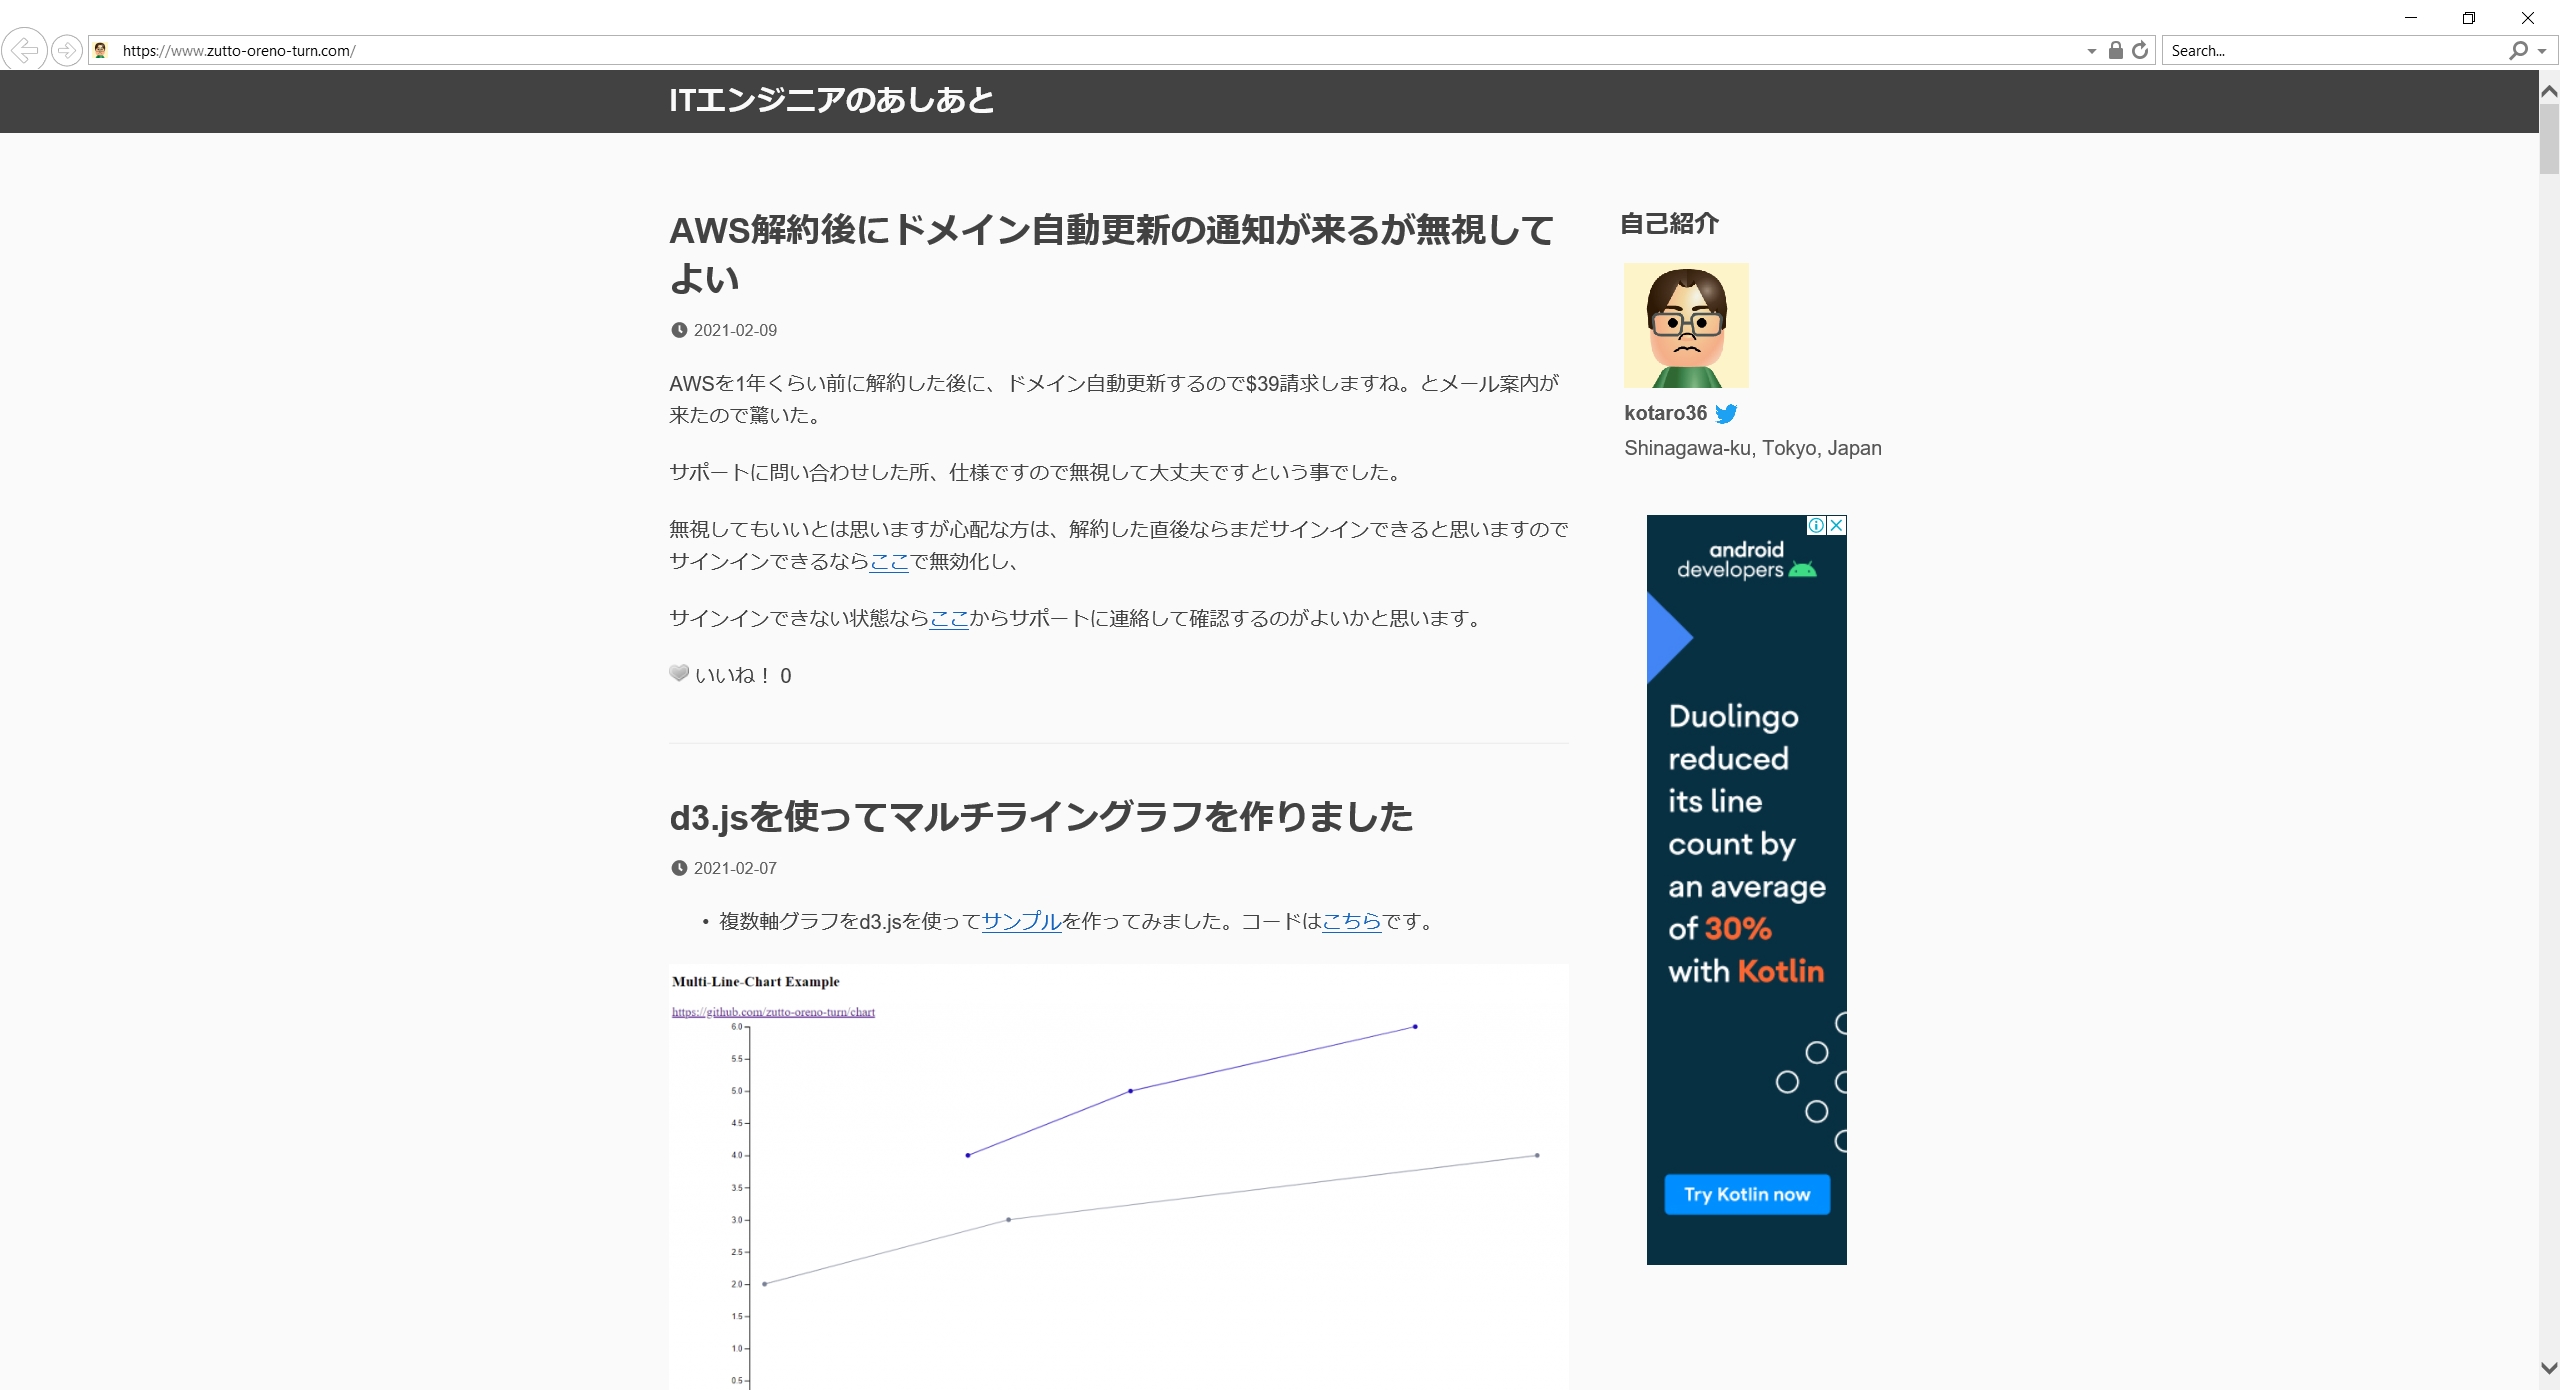 https://www.zutto-oreno-turn.com/
Search...
ITエンジニアのあしあと
AWS解約後にドメイン自動更新の通知が来るが無視して
よい
2021-02-09
AWSを1年くらい前に解約した後に、ドメイン自動更新するので$39請求しますね。とメール案内が
来たので驚いた。
サポートに問い合わせした所、仕様ですので無視して大丈夫ですという事でした。
無視してもいいとは思いますが心配な方は、解約した直後ならまだサインインできると思いますので
サインインできるならここで無効化し、
サインインできない状態ならここからサポートに連絡して確認するのがよいかと思います。
いいね！ 0
d3.jsを使ってマルチライングラフを作りました
2021-02-07
• 複数軸グラフをd3.jsを使ってサンプルを作ってみました。コードはこちらです。
Multi-Line-Chart Example
https://github.com/zutto-oreno-turn/chart
6.0
5.5
5.0
4.5
4.0
3.5
3.0
2.5
2.0
1.5
1.0
0.5
自己紹介
kotaro36
Shinagawa-ku, Tokyo, Japan
android
developers
Duolingo
reduced
its line
count by
an average
of 30%
with Kotlin
Try Kotlin now